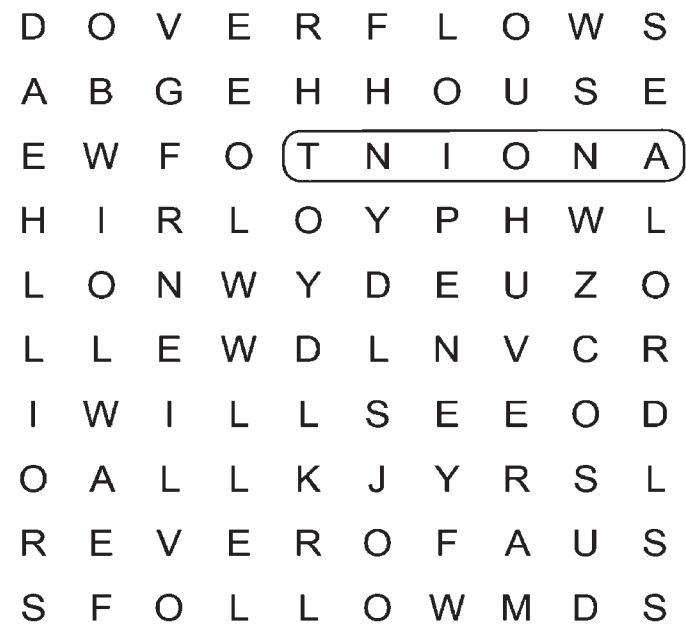 D O V E R F L O W S
A B G E H H O U S E
E W F O T N I O N A
H I R L O Y P H W L
L O N W Y D E U Z O
L L E W D L N V C R
I W I L L S E E O D
O A L L K J Y R S L
R E V E R O F A U S
S F O L L O W M D S